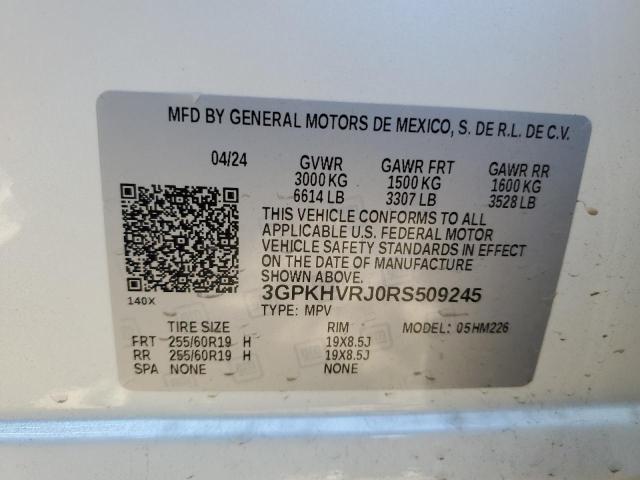 MFD BY GENERAL MOTORS DE MEXICO, S. DE R.L. DE C.V.
04/24 GVWR GAWR FRT GAWR RR
3000 KG 1500 KG 1600 KG
6614 LB 3307 LB 3528 LB
THIS VEHICLE CONFORMS TO ALL
APPLICABLE U.S. FEDERAL MOTOR
VEHICLE SAFETY STANDARDS IN EFFECT
ON THE DATE OF MANUFACTURE
SHOWN ABOVE.
140X 3GPKHVRJ0RS509245
TYPE: MPV
TIRE SIZE RIM MODEL: 05HM226
FRT 255/60R19 H 19X8.5J
RR 255/60R19 H 19X8.5J
SPA NONE NONE